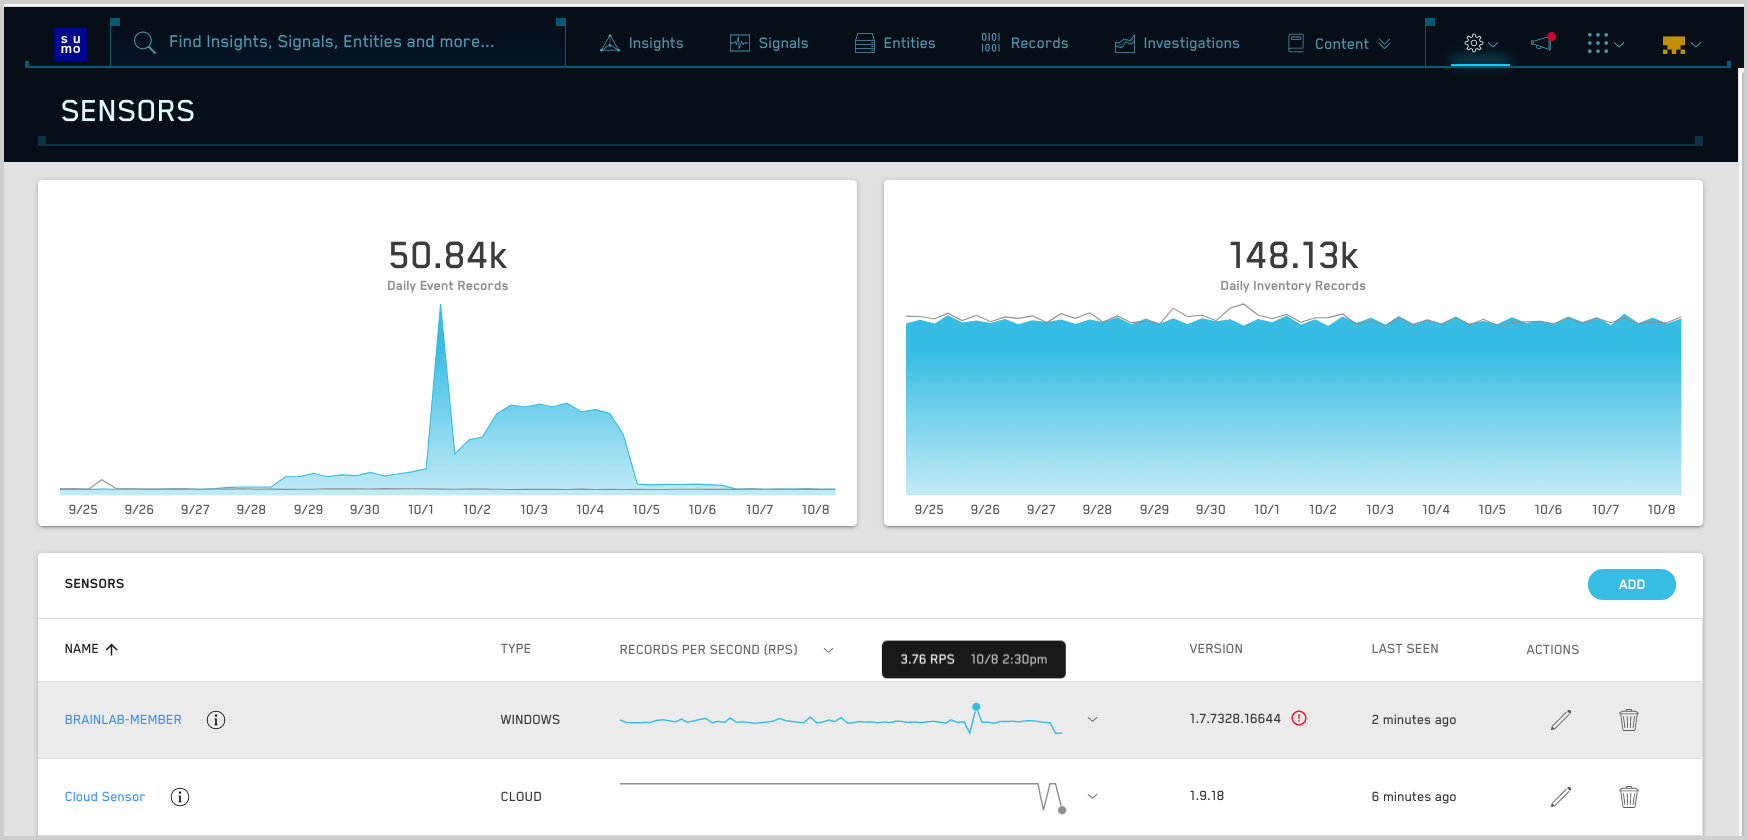 su
mo
Find Insights, Signals, Entities and more...
Insights
Signals
Entities
0101
1001
Records
Investigations
Content
SENSORS
50.84k
Daily Event Records
9/25 9/26 9/27 9/28 9/29 9/30 10/1 10/2 10/3 10/4 10/5 10/6 10/7 10/8
148.13k
Daily Inventory Records
9/25 9/26 9/27 9/28 9/29 9/30 10/1 10/2 10/3 10/4 10/5 10/6 10/7 10/8
SENSORS
ADD
NAME TYPE RECORDS PER SECOND (RPS) VERSION LAST SEEN ACTIONS
3.76 RPS 10/8 2:30pm
BRAINLAB-MEMBER WINDOWS 1.7.7328.16644 2 minutes ago
Cloud Sensor CLOUD 1.9.18 6 minutes ago